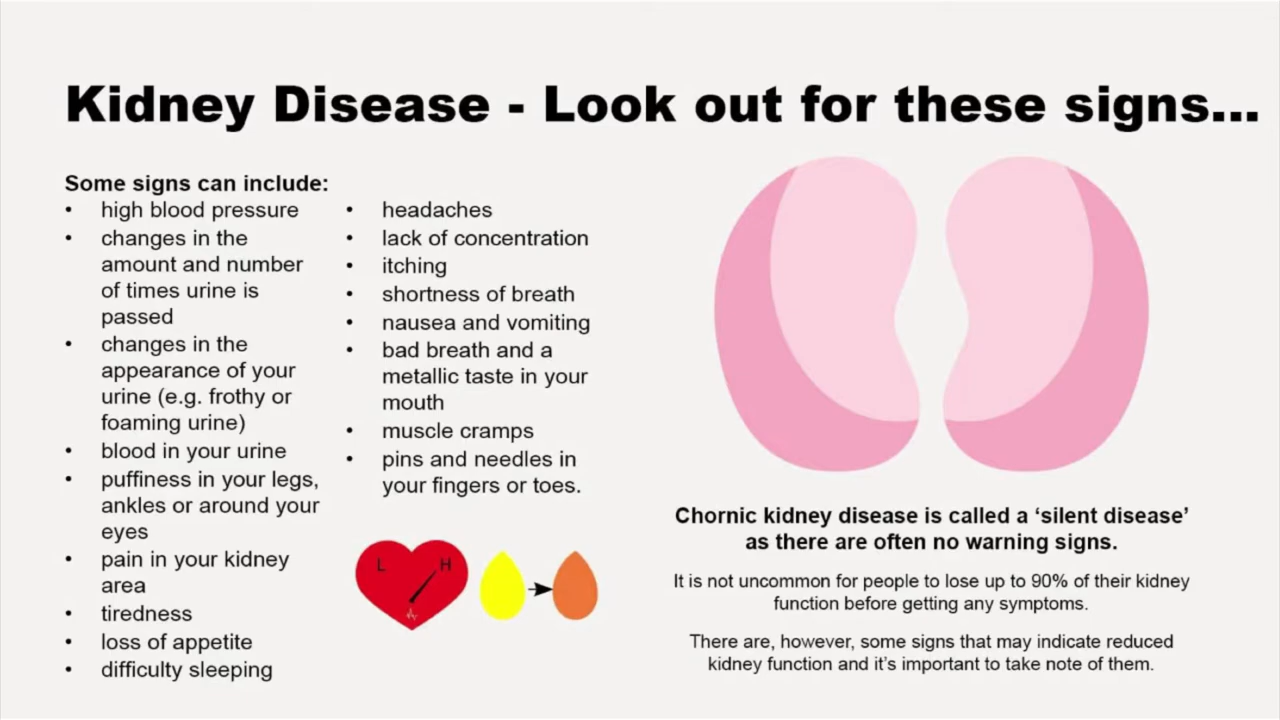 Kidney Disease - Look out for these signs...
Some signs can include:
• high blood pressure
• changes in the
amount and number
of times urine is
passed
• changes in the
appearance of your
urine (e.g. frothy or
foaming urine)
• blood in your urine
• puffiness in your legs,
ankles or around your
eyes
• pain in your kidney
area
• tiredness
• loss of appetite
• difficulty sleeping
• headaches
• lack of concentration
• itching
• shortness of breath
• nausea and vomiting
• bad breath and a
metallic taste in your
mouth
• muscle cramps
• pins and needles in
your fingers or toes.
L H
Chornic kidney disease is called a ‘silent disease’
as there are often no warning signs.
It is not uncommon for people to lose up to 90% of their kidney
function before getting any symptoms.
There are, however, some signs that may indicate reduced
kidney function and it’s important to take note of them.